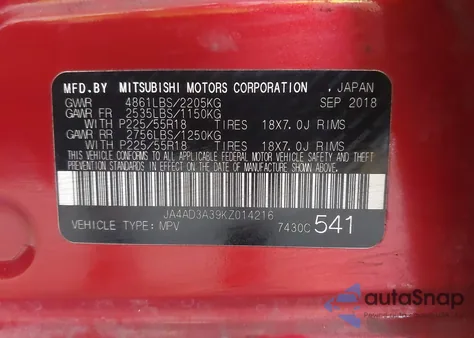 MFD.BY MITSUBISHI MOTORS CORPORATION , JAPAN
GVWR 4861LBS/2205KG SEP 2018
GAWR FR 2535LBS/1150KG
WITH P225/55R18 TIRES 18X7.0J RIMS
GAWR RR 2756LBS/1250KG
WITH P225/55R18 TIRES 18X7.0J RIMS
THIS VEHICLE CONFORMS TO ALL APPLICABLE FEDERAL MOTOR VEHICLE SAFETY AND THEFT
PREVENTION STANDARDS IN EFFECT ON THE DATE OF MANUFACTURE SHOWN ABOVE.
JA4AD3A39KZ014216
VEHICLE TYPE: MPV 7430C 541
autoSnap